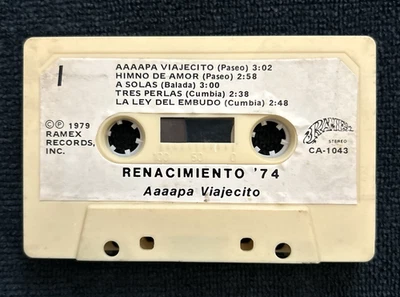 I
AAAAPA VIAJECITO (Paseo) 3:02
HIMNO DE AMOR (Paseo) 2:58
A SOLAS (Balada) 3:00
TRES PERLAS (Cumbia) 2:38
LA LEY DEL EMBUDO (Cumbia) 2:48
© ℗ 1979
RAMEX
RECORDS,
INC.
RAMEX
STEREO
CA-1043
RENACIMIENTO '74
Aaaapa Viajecito